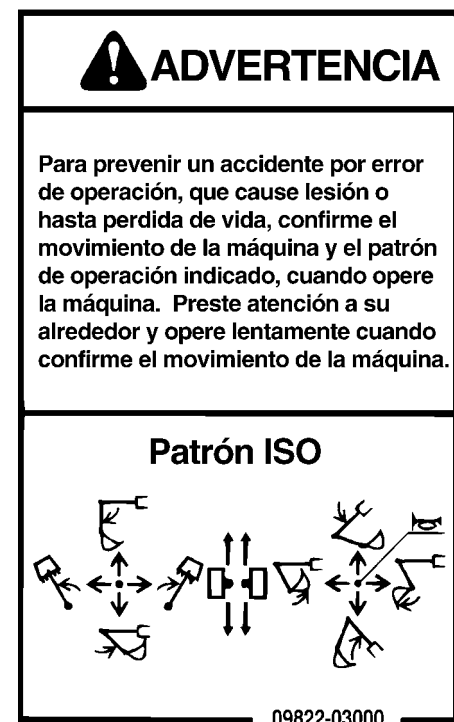 ADVERTENCIA
Para prevenir un accidente por error
de operación, que cause lesión o
hasta perdida de vida, confirme el
movimiento de la máquina y el patrón
de operación indicado, cuando opere
la máquina. Preste atención a su
alrededor y opere lentamente cuando
confirme el movimiento de la máquina.
Patrón ISO
09822-03000